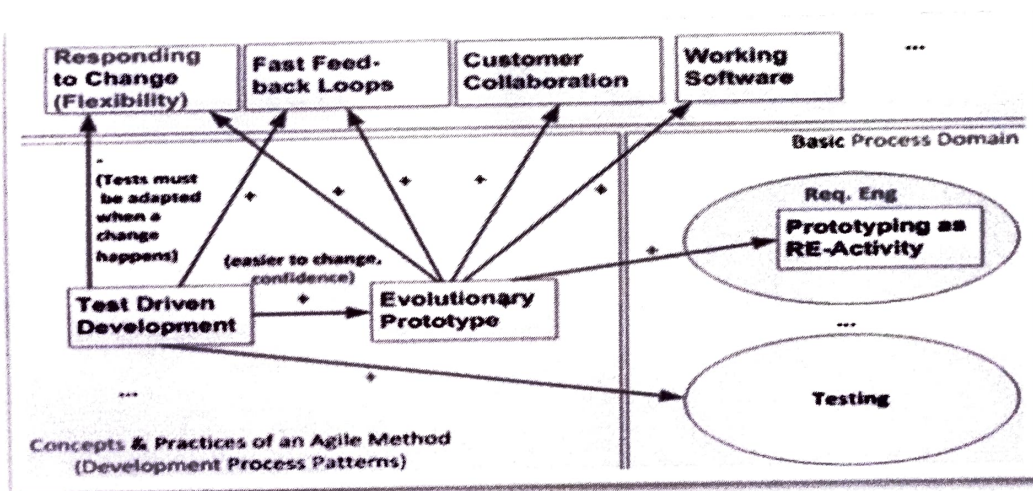 Responding
to Change
(Flexibility)
Fast Feed-
back Loops
Customer
Collaboration
Working
Software
...
Basic Process Domain
-
(Tests must
be adapted
when a
change
happens)
+
+
+
+
+
Req. Eng
Prototyping as
RE-Activity
+
(easier to change,
confidence)
+
Test Driven
Development
Evolutionary
Prototype
...
+
Testing
...
Concepts & Practices of an Agile Method
(Development Process Patterns)